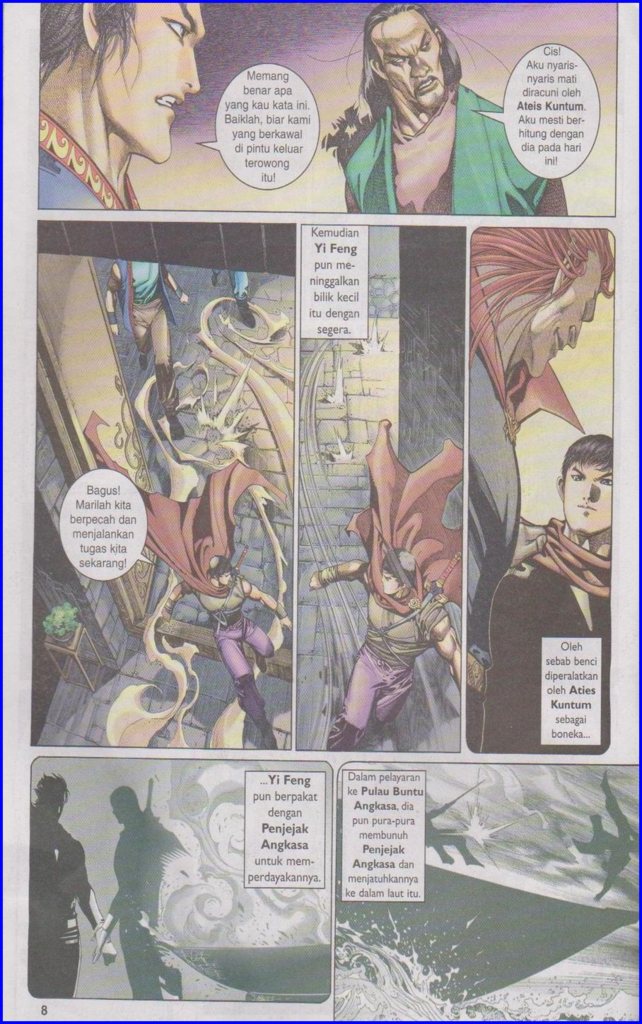 Memang
benar apa
yang kau kata ini.
Baiklah, biar kami
yang berkawal
di pintu keluar
terowong
itu!
Cis!
Aku nyaris-
nyaris mati
diracuni oleh
Ateis Kuntum.
Aku mesti ber-
hitung dengan
dia pada hari
ini!
Bagus!
Marilah kita
berpecah dan
menjalankan
tugas kita
sekarang!
Kemudian
Yi Feng
pun me-
ninggalkan
bilik kecil
itu dengan
segera.
Oleh
sebab benci
diperalatkan
oleh Aties
Kuntum
sebagai
boneka...
...Yi Feng
pun berpakat
dengan
Penjejak
Angkasa
untuk mem-
perdayakannya.
Dalam pelayaran
ke Pulau Buntu
Angkasa, dia
pun pura-pura
membunuh
Penjejak
Angkasa dan
menjatuhkannya
ke dalam laut itu.
8